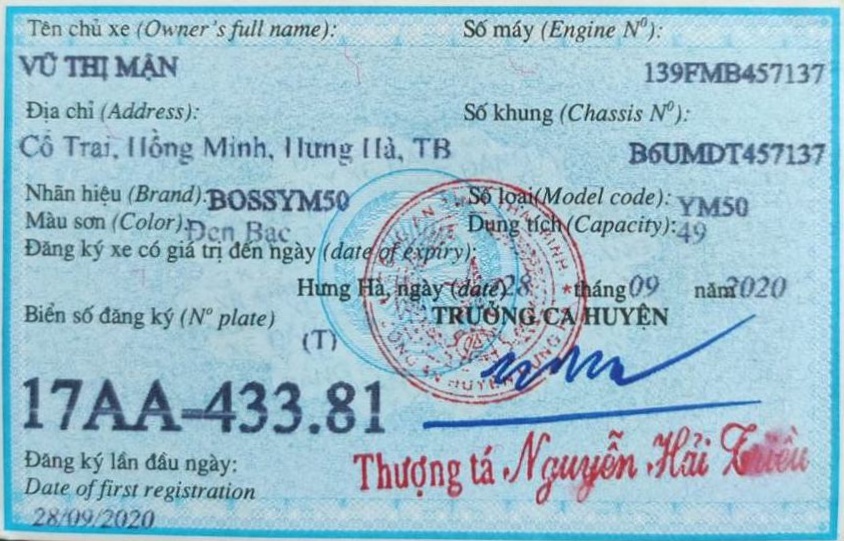 Tên chủ xe (Owner's full name):
VŨ THỊ MẬN
Số máy (Engine Nº):
139FMB457137
Địa chỉ (Address):
Cổ Trai, Hồng Minh, Hưng Hà, TB
Số khung (Chassis Nº):
B6UMDT457137
Nhãn hiệu (Brand): BOSSYM50
Số loại (Model code): YM50
Màu sơn (Color): Đen Bạc
Dung tích (Capacity): 49
Đăng ký xe có giá trị đến ngày (date of expiry):
Hưng Hà, ngày (date) 28 tháng 09 năm 2020
Biển số đăng ký (Nº plate)
TRƯỞNG CA HUYỆN
(T)
17AA-433.81
Đăng ký lần đầu ngày:
Date of first registration
28/09/2020
Thượng tá Nguyễn Hải Triều